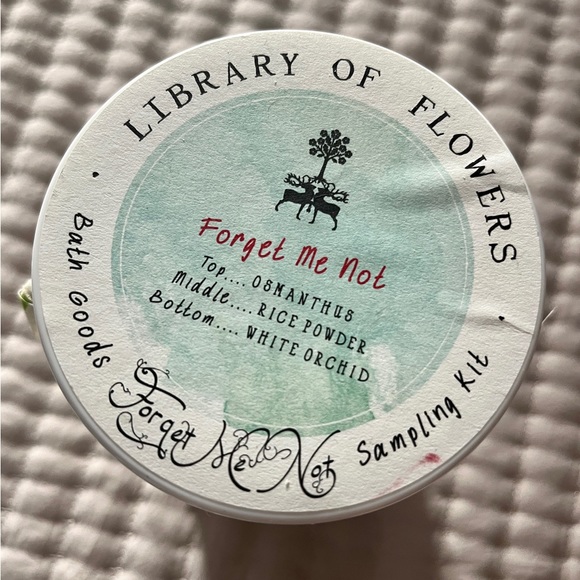 LIBRARY OF FLOWERS
Forget Me Not
Top.... OSMANTHUS
Middle.... RICE POWDER
Bottom.... WHITE ORCHID
Bath Goods Forget Me Not Sampling Kit